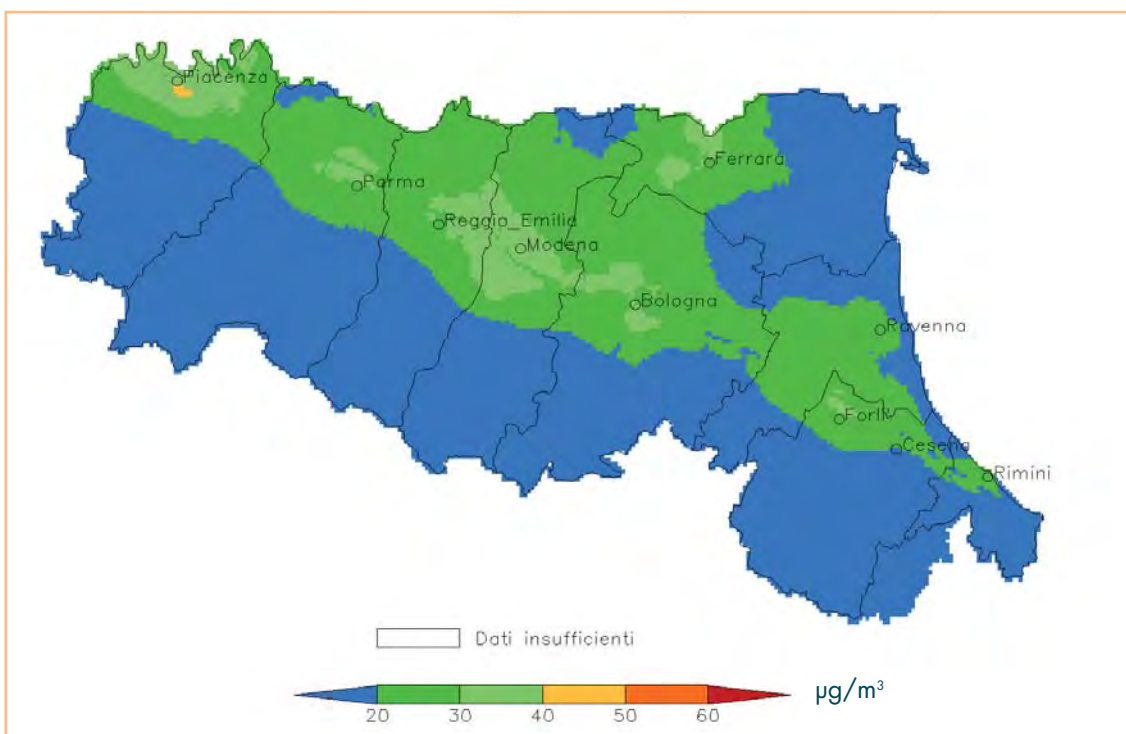 Piacenza
Ferrara
Parma
Reggio_Emilia
Modena
Bologna
Ravenna
Forlì
Cesena
Rimini
Dati insufficienti
µg/m³
20 30 40 50 60